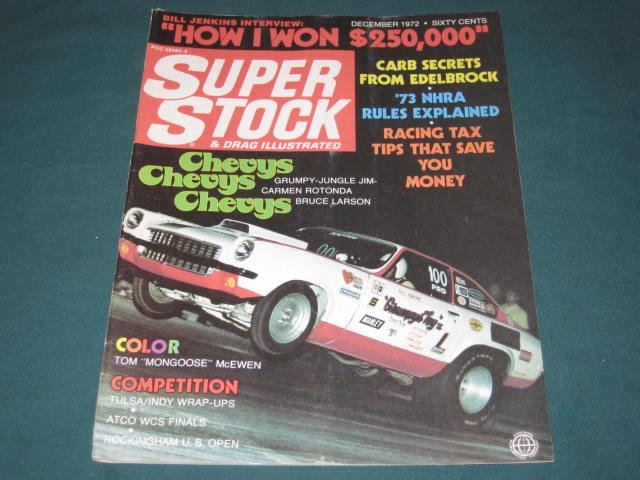 BILL JENKINS INTERVIEW:
DECEMBER 1972 • SIXTY CENTS
"HOW I WON $250,000"
SUPER
STOCK
& DRAG ILLUSTRATED
CARB SECRETS
FROM EDELBROCK
'73 NHRA
RULES EXPLAINED
RACING TAX
TIPS THAT SAVE
YOU
MONEY
Chevys
Chevys
Chevys
GRUMPY-JUNGLE JIM-
CARMEN ROTONDA
BRUCE LARSON
100
PRO
Grumpy's Toy
COLOR
TOM "MONGOOSE" McEWEN
COMPETITION
TULSA/INDY WRAP-UPS
ATCO WCS FINALS
ROCKINGHAM U.S. OPEN